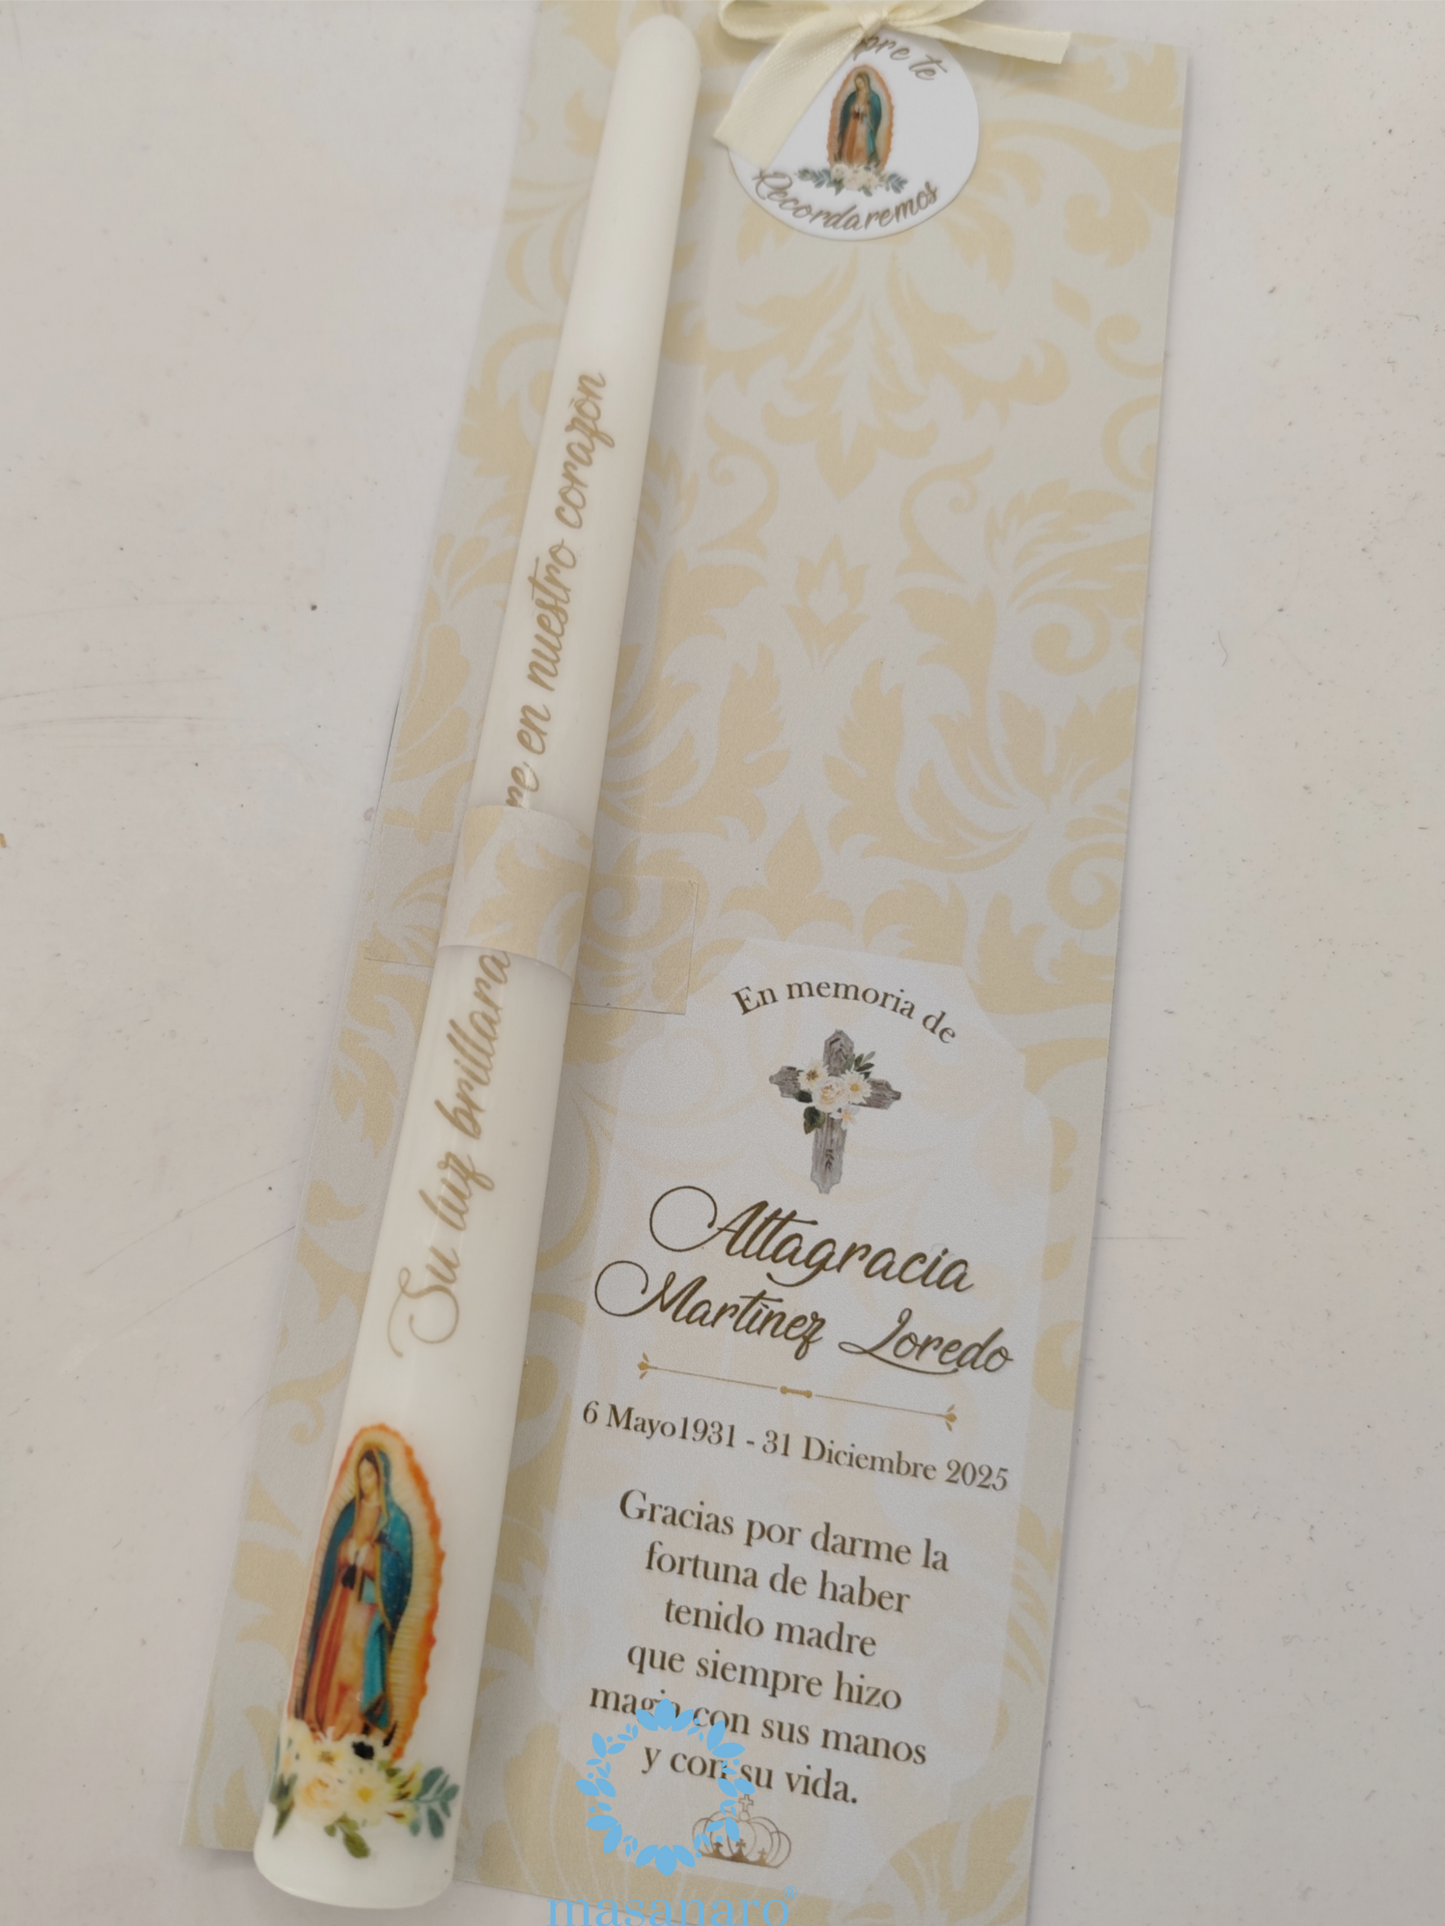 pre te
Recordaremos
Su luz brillara
re en nuestro corazón
En memoria de
Altagracia
Martínez Loredo
6 Mayo1931 - 31 Diciembre 2025
Gracias por darme la
fortuna de haber
tenido madre
que siempre hizo
magia con sus manos
y con su vida.
masanaro®